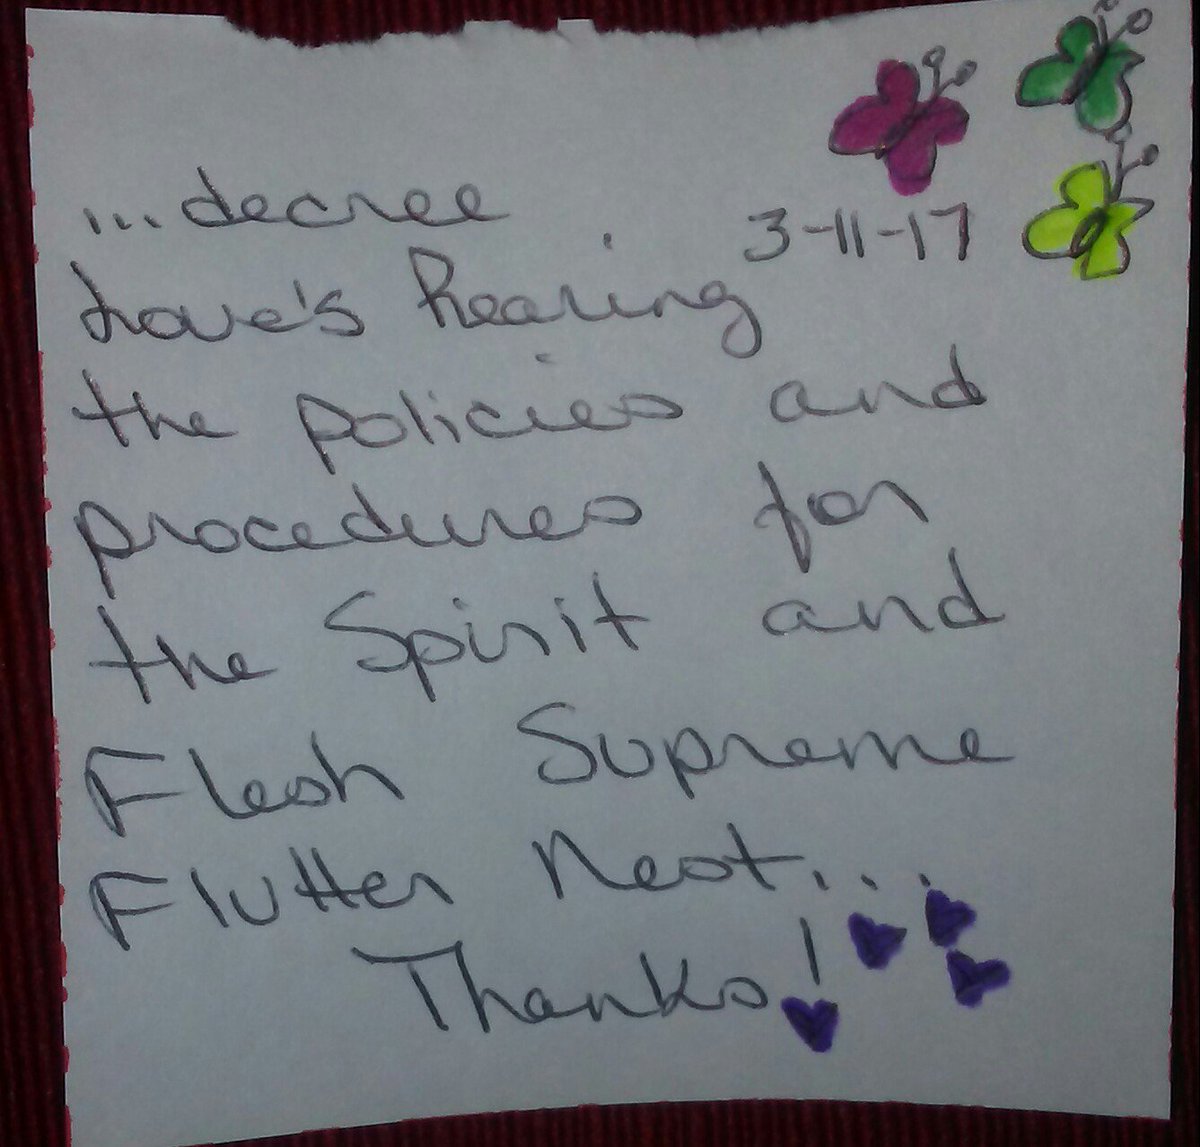 ...decree
3-11-17
Love's hearing
the policies and
procedures for
the Spirit and
Flesh Supreme
Flutter Nest...
Thanks!